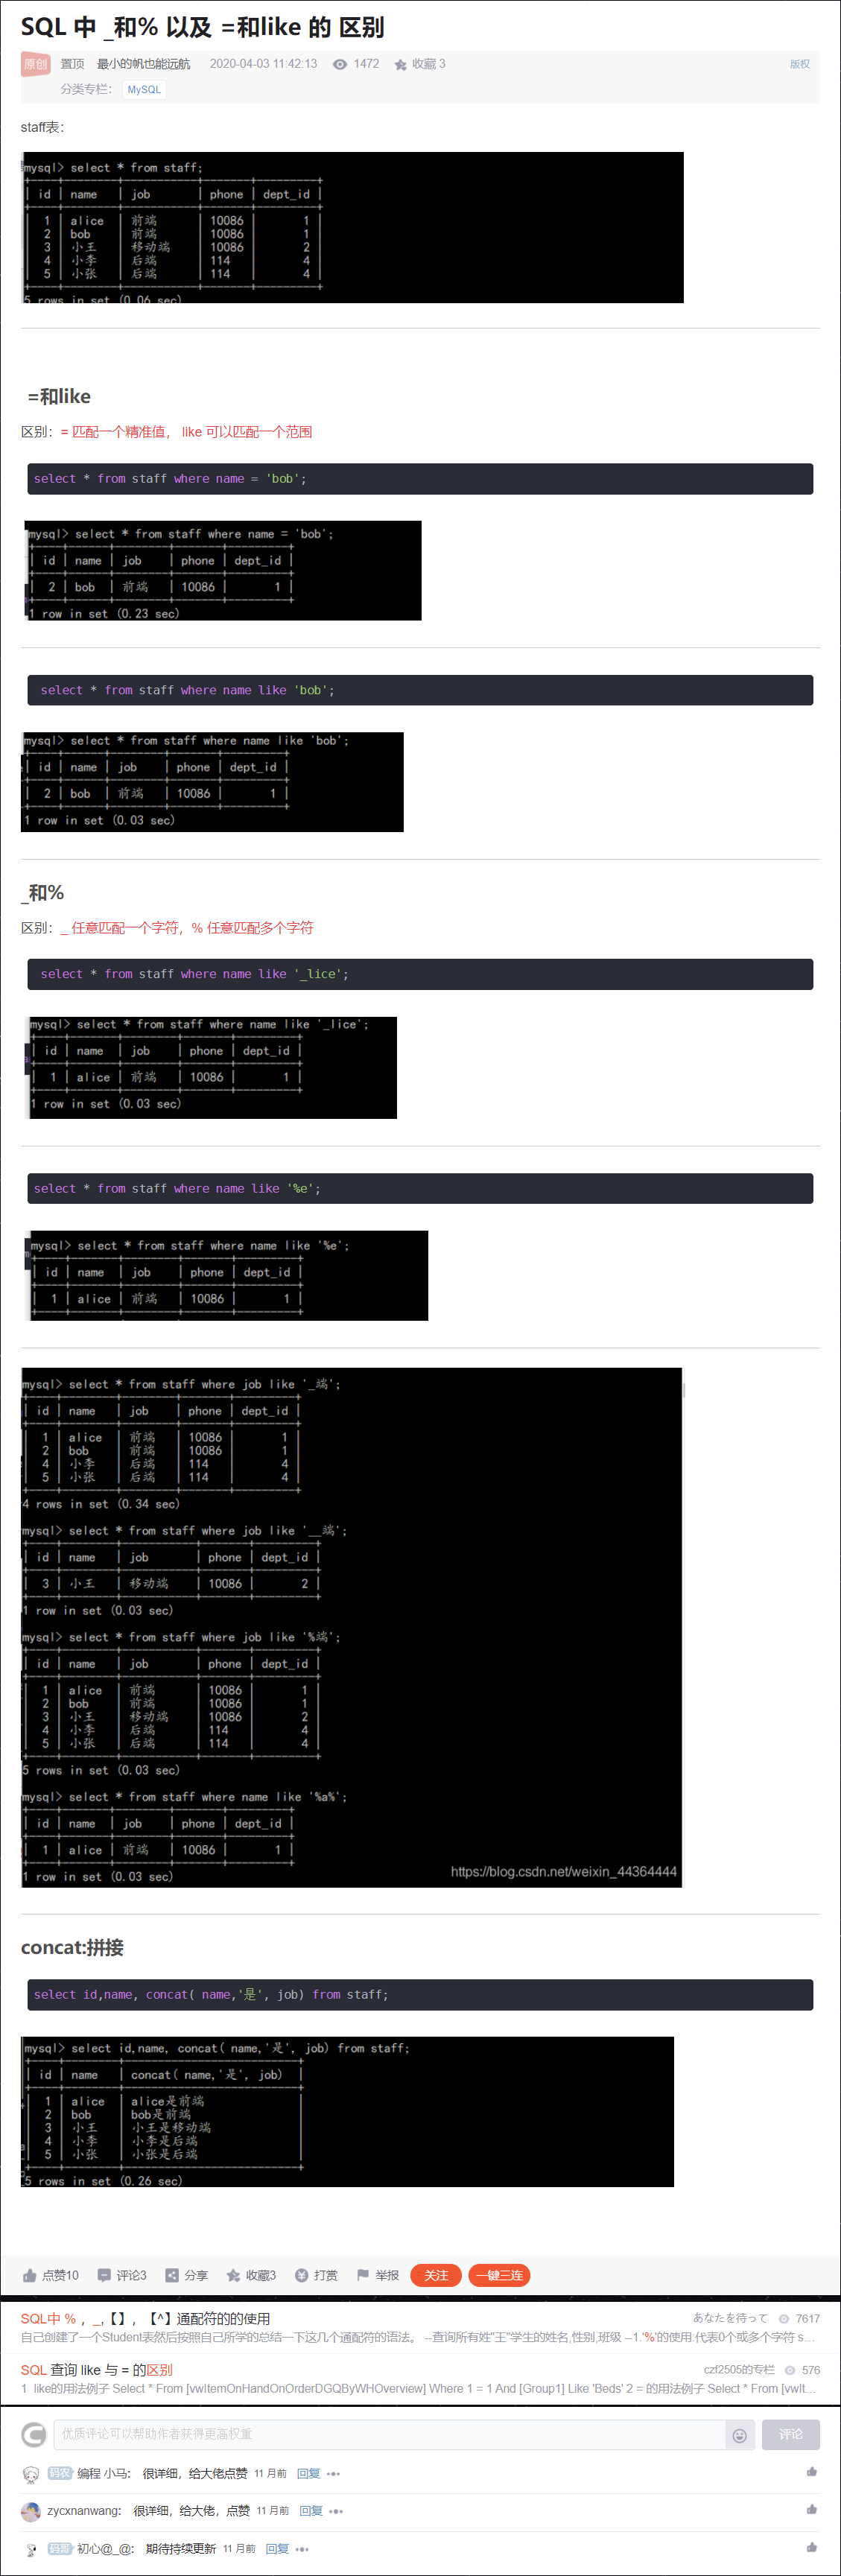 SQL 中 _和% 以及 =和like 的 区别
原创 置顶 最小的帆也能远航 2020-04-03 11:42:13 1472 收藏 3 版权
分类专栏： MySQL
staff表：
mysql> select * from staff;
| id | name | job | phone | dept_id |
| 1 | alice | 前端 | 10086 | 1 |
| 2 | bob | 前端 | 10086 | 1 |
| 3 | 小王 | 移动端 | 10086 | 2 |
| 4 | 小李 | 后端 | 114 | 4 |
| 5 | 小张 | 后端 | 114 | 4 |
5 rows in set (0.06 sec)
=和like
区别：= 匹配一个精准值， like 可以匹配一个范围
select * from staff where name = 'bob';
mysql> select * from staff where name = 'bob';
| id | name | job | phone | dept_id |
| 2 | bob | 前端 | 10086 | 1 |
1 row in set (0.23 sec)
select * from staff where name like 'bob';
mysql> select * from staff where name like 'bob';
| id | name | job | phone | dept_id |
| 2 | bob | 前端 | 10086 | 1 |
1 row in set (0.03 sec)
_和%
区别：_ 任意匹配一个字符，% 任意匹配多个字符
select * from staff where name like '_lice';
mysql> select * from staff where name like '_lice';
| id | name | job | phone | dept_id |
| 1 | alice | 前端 | 10086 | 1 |
1 row in set (0.03 sec)
select * from staff where name like '%e';
mysql> select * from staff where name like '%e';
| id | name | job | phone | dept_id |
| 1 | alice | 前端 | 10086 | 1 |
mysql> select * from staff where job like '_端';
| id | name | job | phone | dept_id |
| 1 | alice | 前端 | 10086 | 1 |
| 2 | bob | 前端 | 10086 | 1 |
| 4 | 小李 | 后端 | 114 | 4 |
| 5 | 小张 | 后端 | 114 | 4 |
4 rows in set (0.34 sec)
mysql> select * from staff where job like '__端';
| id | name | job | phone | dept_id |
| 3 | 小王 | 移动端 | 10086 | 2 |
1 row in set (0.03 sec)
mysql> select * from staff where job like '%端';
| id | name | job | phone | dept_id |
| 1 | alice | 前端 | 10086 | 1 |
| 2 | bob | 前端 | 10086 | 1 |
| 3 | 小王 | 移动端 | 10086 | 2 |
| 4 | 小李 | 后端 | 114 | 4 |
| 5 | 小张 | 后端 | 114 | 4 |
5 rows in set (0.03 sec)
mysql> select * from staff where name like '%a%';
| id | name | job | phone | dept_id |
| 1 | alice | 前端 | 10086 | 1 |
1 row in set (0.03 sec)
https://blog.csdn.net/weixin_44364444
concat:拼接
select id,name, concat( name,'是', job) from staff;
mysql> select id,name, concat( name,'是', job) from staff;
| id | name | concat( name,'是', job) |
| 1 | alice | alice是前端
| 2 | bob | bob是前端
| 3 | 小王 | 小王是移动端
| 4 | 小李 | 小李是后端
| 5 | 小张 | 小张是后端
5 rows in set (0.26 sec)
点赞10 评论3 分享 收藏3 打赏 举报 关注 一键三连
SQL中 % ，_,【】，【^】通配符的的使用 あなたを待って 7617
自己创建了一个Student表然后按照自己所学的总结一下这几个通配符的语法。 --查询所有姓"王"学生的姓名,性别,班级 --1.'%'的使用:代表0个或多个字符 s...
SQL 查询 like 与 = 的区别 czf2505的专栏 576
1 like的用法例子 Select * From [vwItemOnHandOnOrderDGQByWHOverview] Where 1 = 1 And [Group1] Like 'Beds' 2 = 的用法例子 Select * From [vwIt...
优质评论可以帮助作者获得更高权重 评论
码农 编程 小马： 很详细，给大佬点赞 11 月前 回复
zycxnanwang： 很详细，给大佬，点赞 11 月前 回复
码哥 初心@_@： 期待持续更新 11 月前 回复